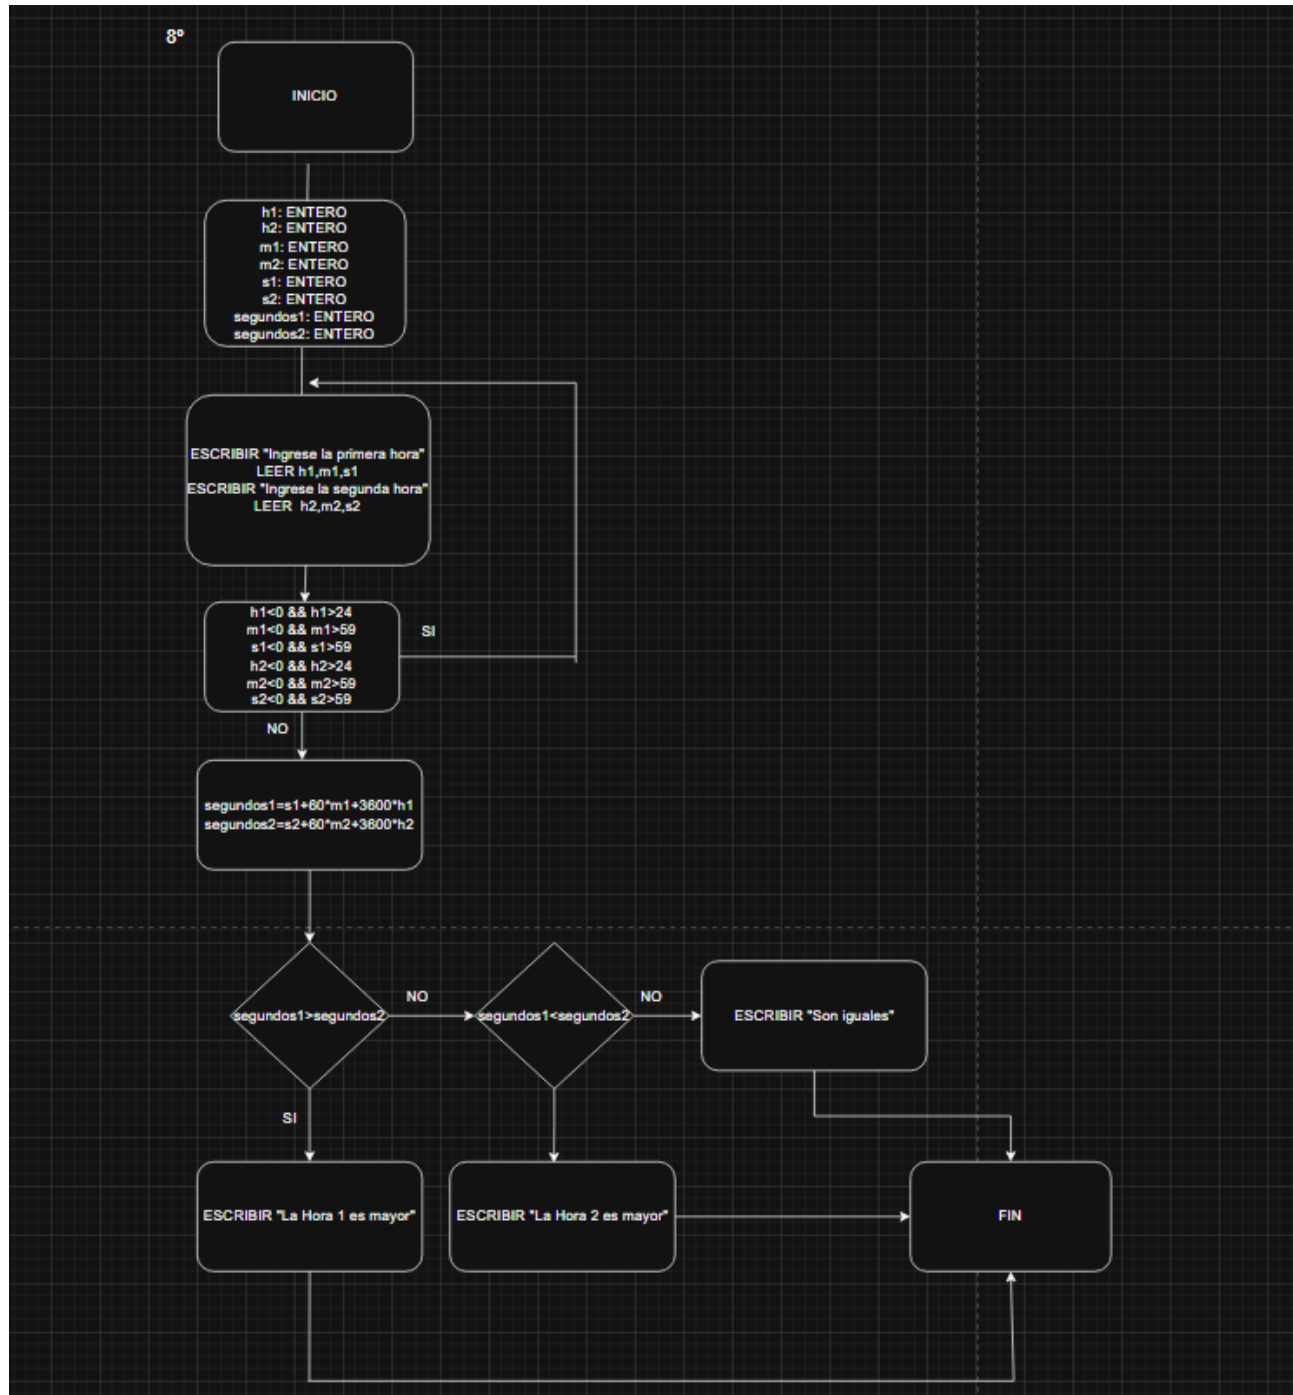 8º
INICIO
h1: ENTERO
h2: ENTERO
m1: ENTERO
m2: ENTERO
s1: ENTERO
s2: ENTERO
segundos1: ENTERO
segundos2: ENTERO
ESCRIBIR "Ingrese la primera hora"
LEER h1,m1,s1
ESCRIBIR "Ingrese la segunda hora"
LEER h2,m2,s2
h1<0 && h1>24
m1<0 && m1>59
s1<0 && s1>59
h2<0 && h2>24
m2<0 && m2>59
s2<0 && s2>59
SI
NO
segundos1=s1+60*m1+3600*h1
segundos2=s2+60*m2+3600*h2
segundos1>segundos2
NO
segundos1<segundos2
NO
ESCRIBIR "Son iguales"
SI
ESCRIBIR "La Hora 1 es mayor"
ESCRIBIR "La Hora 2 es mayor"
FIN